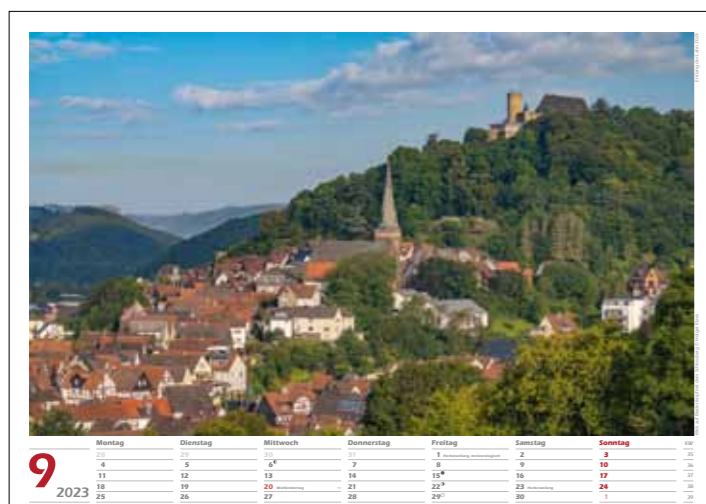 9
2023
Montag Dienstag Mittwoch Donnerstag Freitag Samstag Sonntag KW
28 29 30 31 1 2 3 35
4 5 6 7 8 9 10 36
11 12 13 14 15 16 17 37
18 19 20 Weltkindertag 21 22 23 24 38
25 26 27 28 29 30 1 39